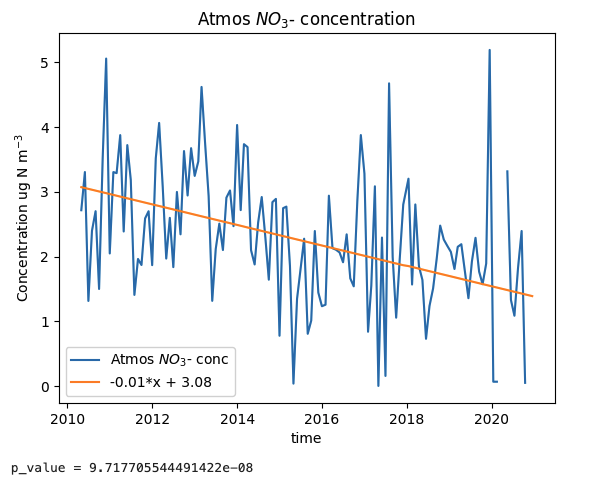 Atmos NO₃- concentration
Concentration ug N m⁻³
5
4
3
2
1
0
Atmos NO₃- conc
-0.01*x + 3.08
2010 2012 2014 2016 2018 2020
time
p_value = 9.717705544491422e-08